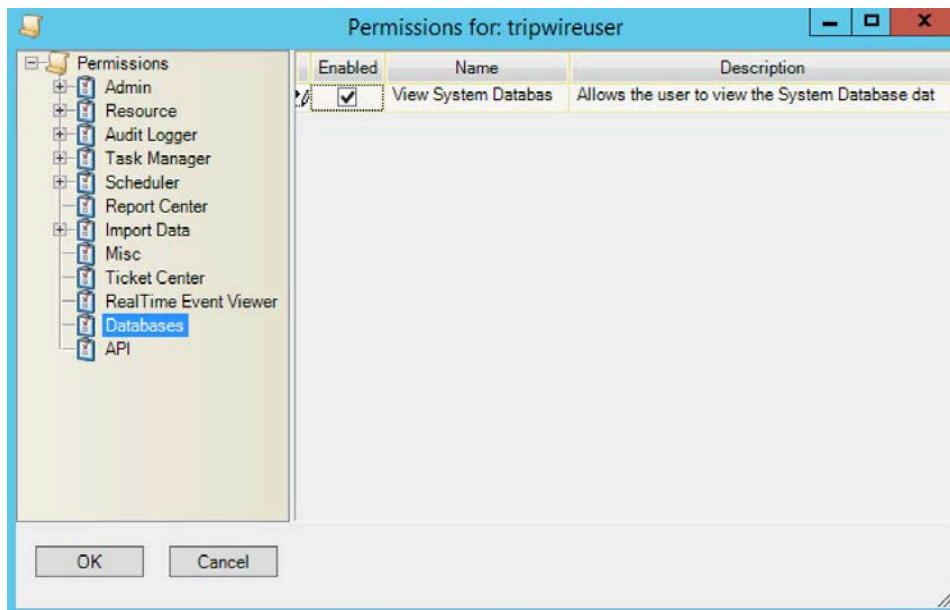 Permissions for: tripwireuser
Permissions
Admin
Resource
Audit Logger
Task Manager
Scheduler
Report Center
Import Data
Misc
Ticket Center
RealTime Event Viewer
Databases
API
Enabled Name Description
View System Databas Allows the user to view the System Database dat
OK Cancel